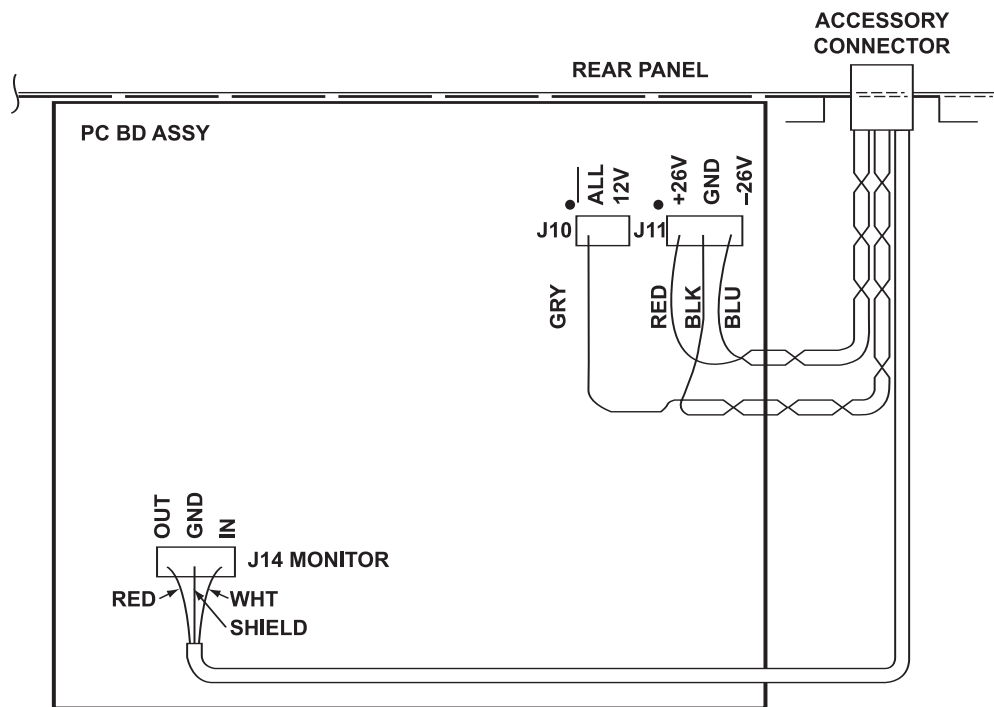 ACCESSORY
CONNECTOR
REAR PANEL
PC BD ASSY
ALL
12V
+26V
GND
–26V
J10
J11
GRY
RED
BLK
BLU
OUT
GND
IN
J14 MONITOR
RED
WHT
SHIELD